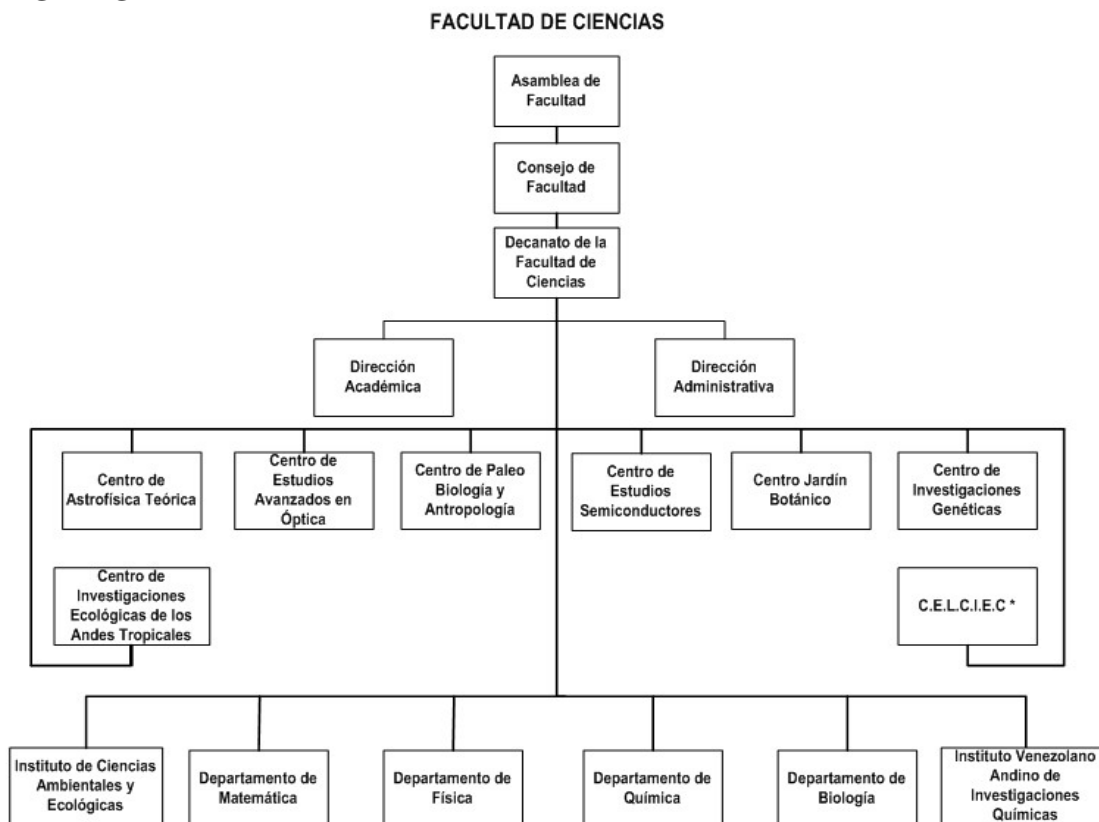 FACULTAD DE CIENCIAS
Asamblea de
Facultad
Consejo de
Facultad
Decanato de la
Facultad de
Ciencias
Dirección
Académica
Dirección
Administrativa
Centro de
Astrofísica Teórica
Centro de
Estudios
Avanzados en
Óptica
Centro de Paleo
Biología y
Antropología
Centro de
Estudios
Semiconductores
Centro Jardín
Botánico
Centro de
Investigaciones
Genéticas
Centro de
Investigaciones
Ecológicas de los
Andes Tropicales
C.E.L.C.I.E.C *
Instituto de Ciencias
Ambientales y
Ecológicas
Departamento de
Matemática
Departamento de
Física
Departamento de
Química
Departamento de
Biología
Instituto Venezolano
Andino de
Investigaciones
Químicas